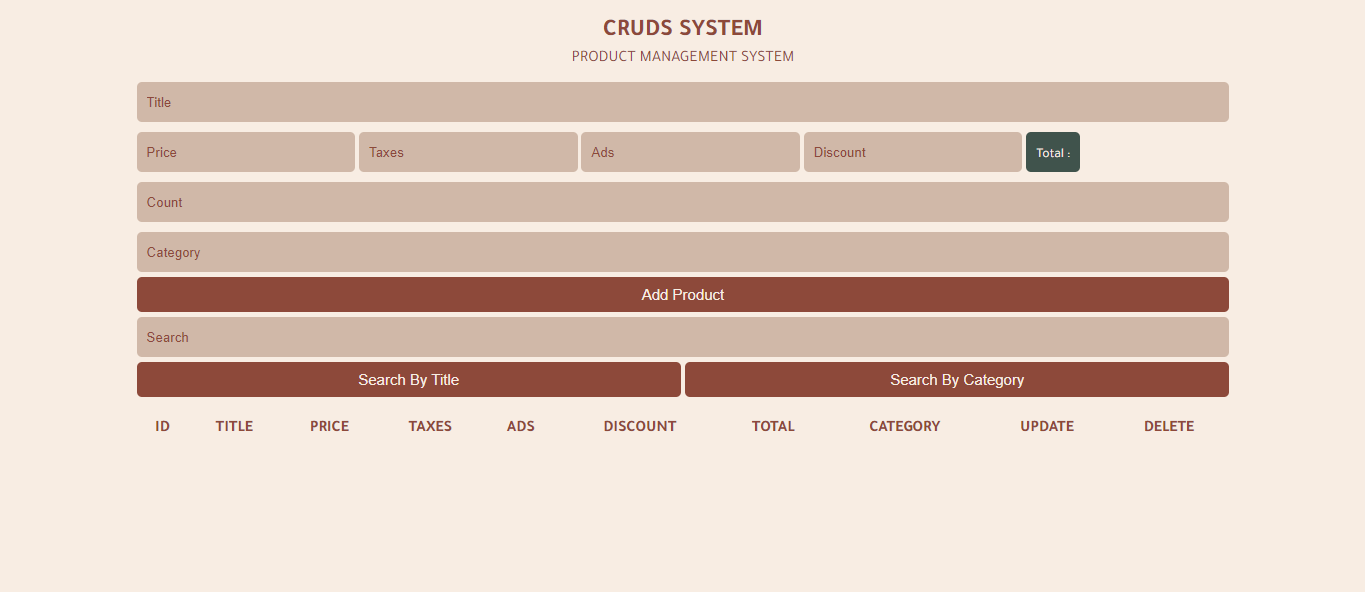 CRUDS SYSTEM
PRODUCT MANAGEMENT SYSTEM
Title
Price Taxes Ads Discount Total :
Count
Category
Add Product
Search
Search By Title Search By Category
ID TITLE PRICE TAXES ADS DISCOUNT TOTAL CATEGORY UPDATE DELETE